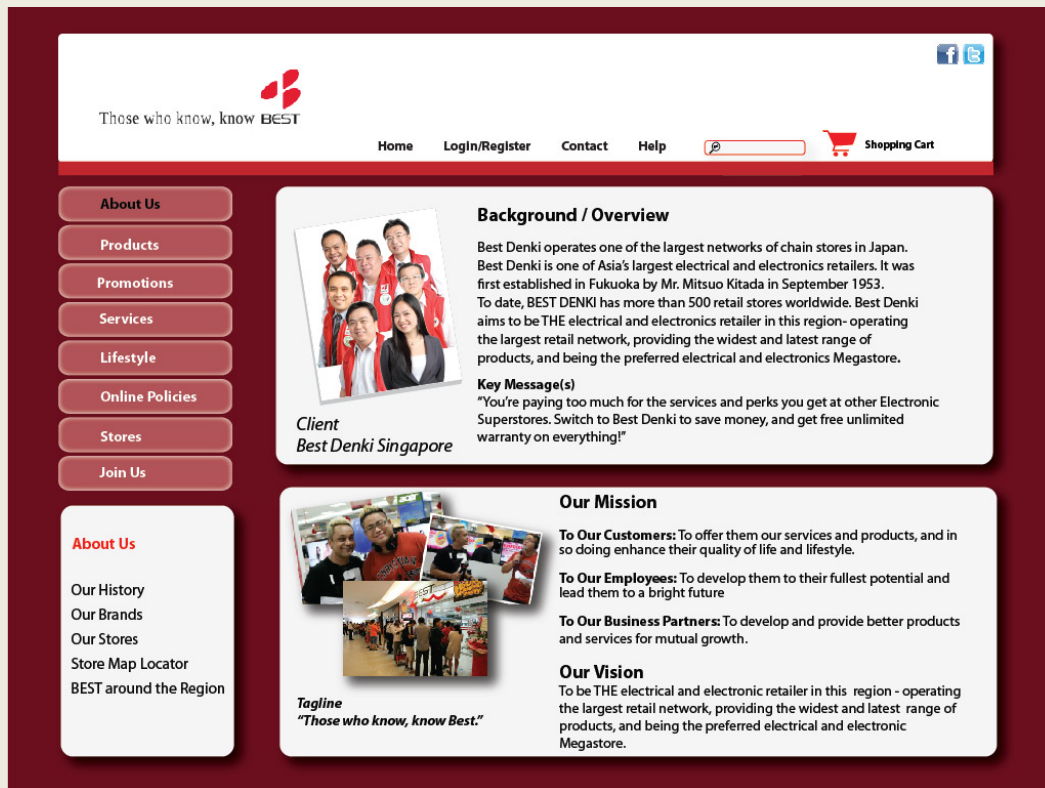 Those who know, know BEST
Home Login/Register Contact Help Shopping Cart
About Us
Products
Promotions
Services
Lifestyle
Online Policies
Stores
Join Us
About Us
Our History
Our Brands
Our Stores
Store Map Locator
BEST around the Region
Client
Best Denki Singapore
Background / Overview
Best Denki operates one of the largest networks of chain stores in Japan.
Best Denki is one of Asia's largest electrical and electronics retailers. It was
first established in Fukuoka by Mr. Mitsuo Kitada in September 1953.
To date, BEST DENKI has more than 500 retail stores worldwide. Best Denki
aims to be THE electrical and electronics retailer in this region- operating
the largest retail network, providing the widest and latest range of
products, and being the preferred electrical and electronics Megastore.
Key Message(s)
"You're paying too much for the services and perks you get at other Electronic
Superstores. Switch to Best Denki to save money, and get free unlimited
warranty on everything!"
BEST
Tagline
"Those who know, know Best."
Our Mission
To Our Customers: To offer them our services and products, and in
so doing enhance their quality of life and lifestyle.
To Our Employees: To develop them to their fullest potential and
lead them to a bright future
To Our Business Partners: To develop and provide better products
and services for mutual growth.
Our Vision
To be THE electrical and electronic retailer in this region - operating
the largest retail network, providing the widest and latest range of
products, and being the preferred electrical and electronic
Megastore.